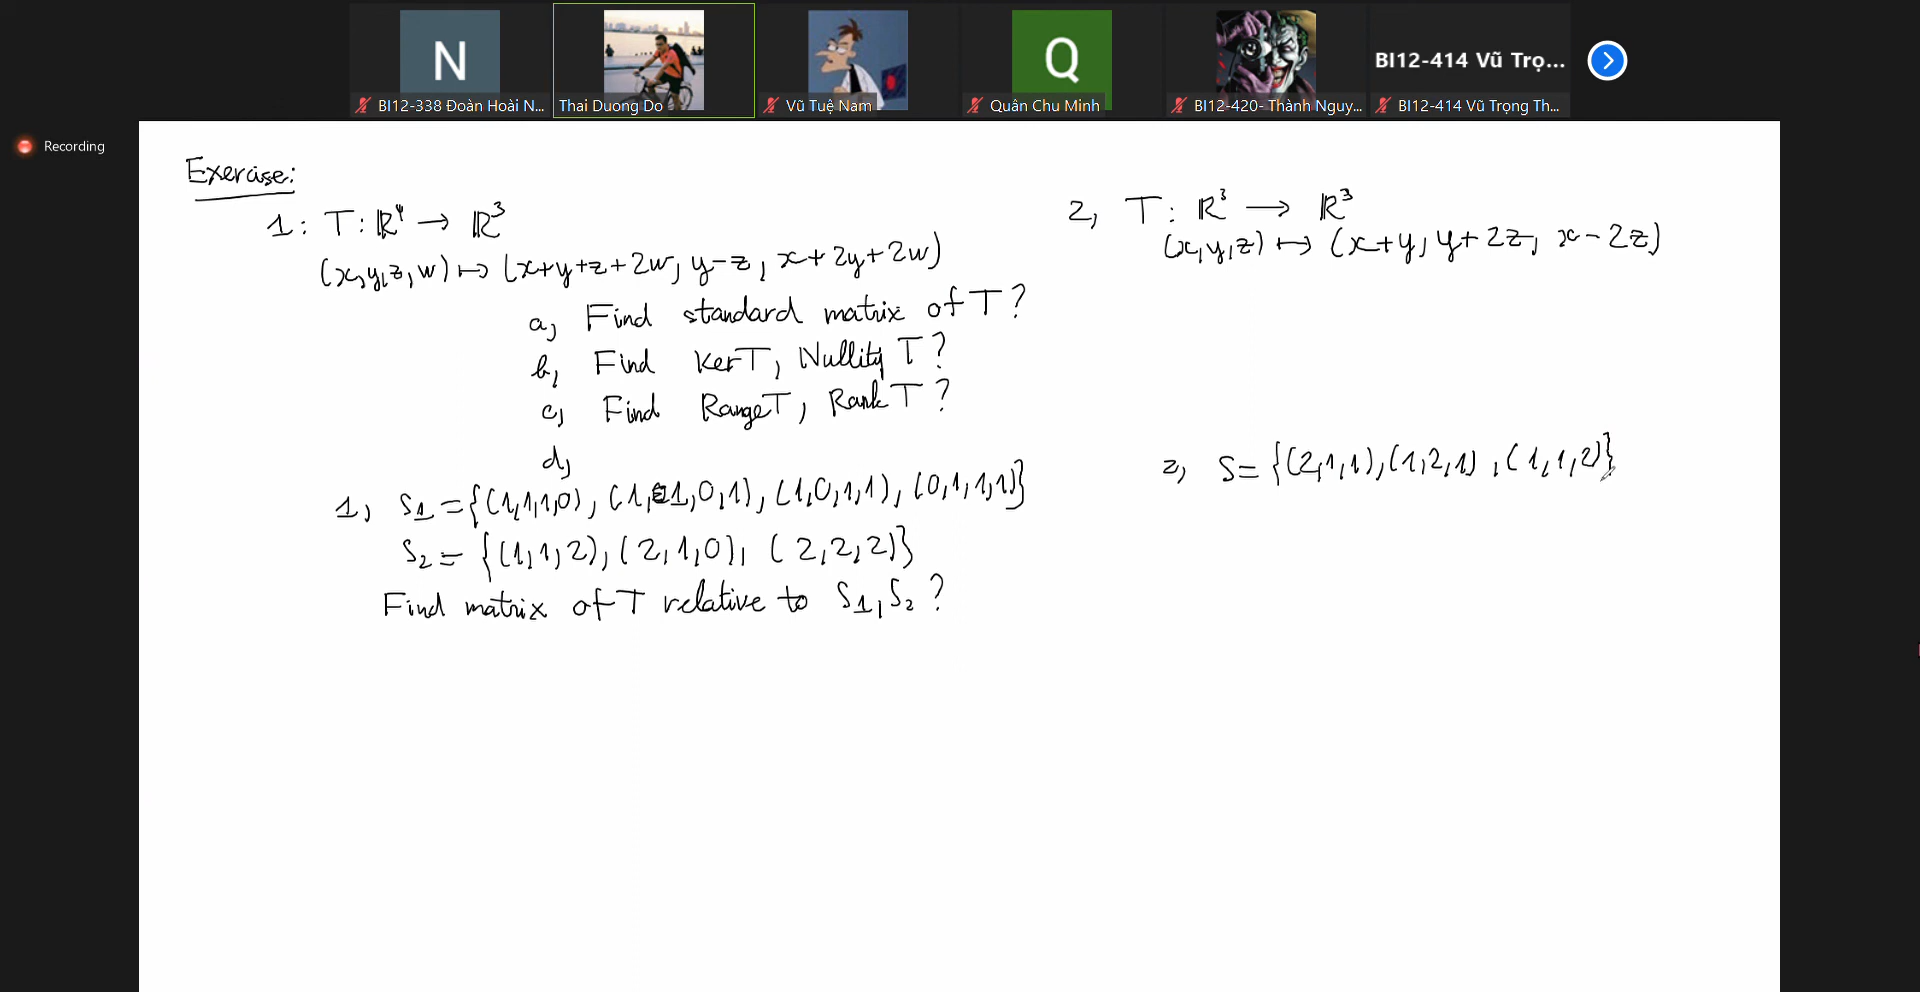 N
Q
BI12-414 Vũ Trọ...
BI12-338 Đoàn Hoài N...
Thai Duong Do
Vũ Tuệ Nam
Quân Chu Minh
BI12-420- Thành Nguy...
BI12-414 Vũ Trọng Th...
Recording
Exercise:
1: T: ℝ⁴ → ℝ³
(x,y,z,w) ↦ (x+y+z+2w, y-z, x+2y+2w)
a, Find standard matrix of T?
b, Find KerT, Nullity T?
c, Find RangeT, Rank T?
d,
1, S₁ = {(1,1,1,0), (1,1,0,1), (1,0,1,1), (0,1,1,1)}
S₂ = {(1,1,2), (2,1,0), (2,2,2)}
Find matrix of T relative to S₁, S₂?
2, T: ℝ³ → ℝ³
(x,y,z) ↦ (x+y, y+2z, x-2z)
2, S = {(2,1,1), (1,2,1), (1,1,2)}